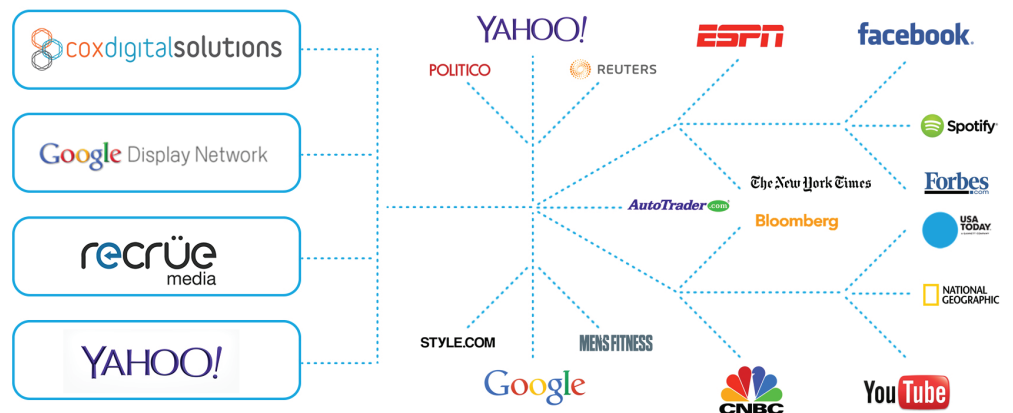 coxdigitalsolutions
Google Display Network
recrüe
media
YAHOO!
YAHOO!
POLITICO
REUTERS
ESPN
facebook.
Spotify
The New York Times
Forbes
.com
AutoTrader.com
Bloomberg
USA
TODAY
NATIONAL
GEOGRAPHIC
STYLE.COM
MENSFITNESS
Google
CNBC
YouTube